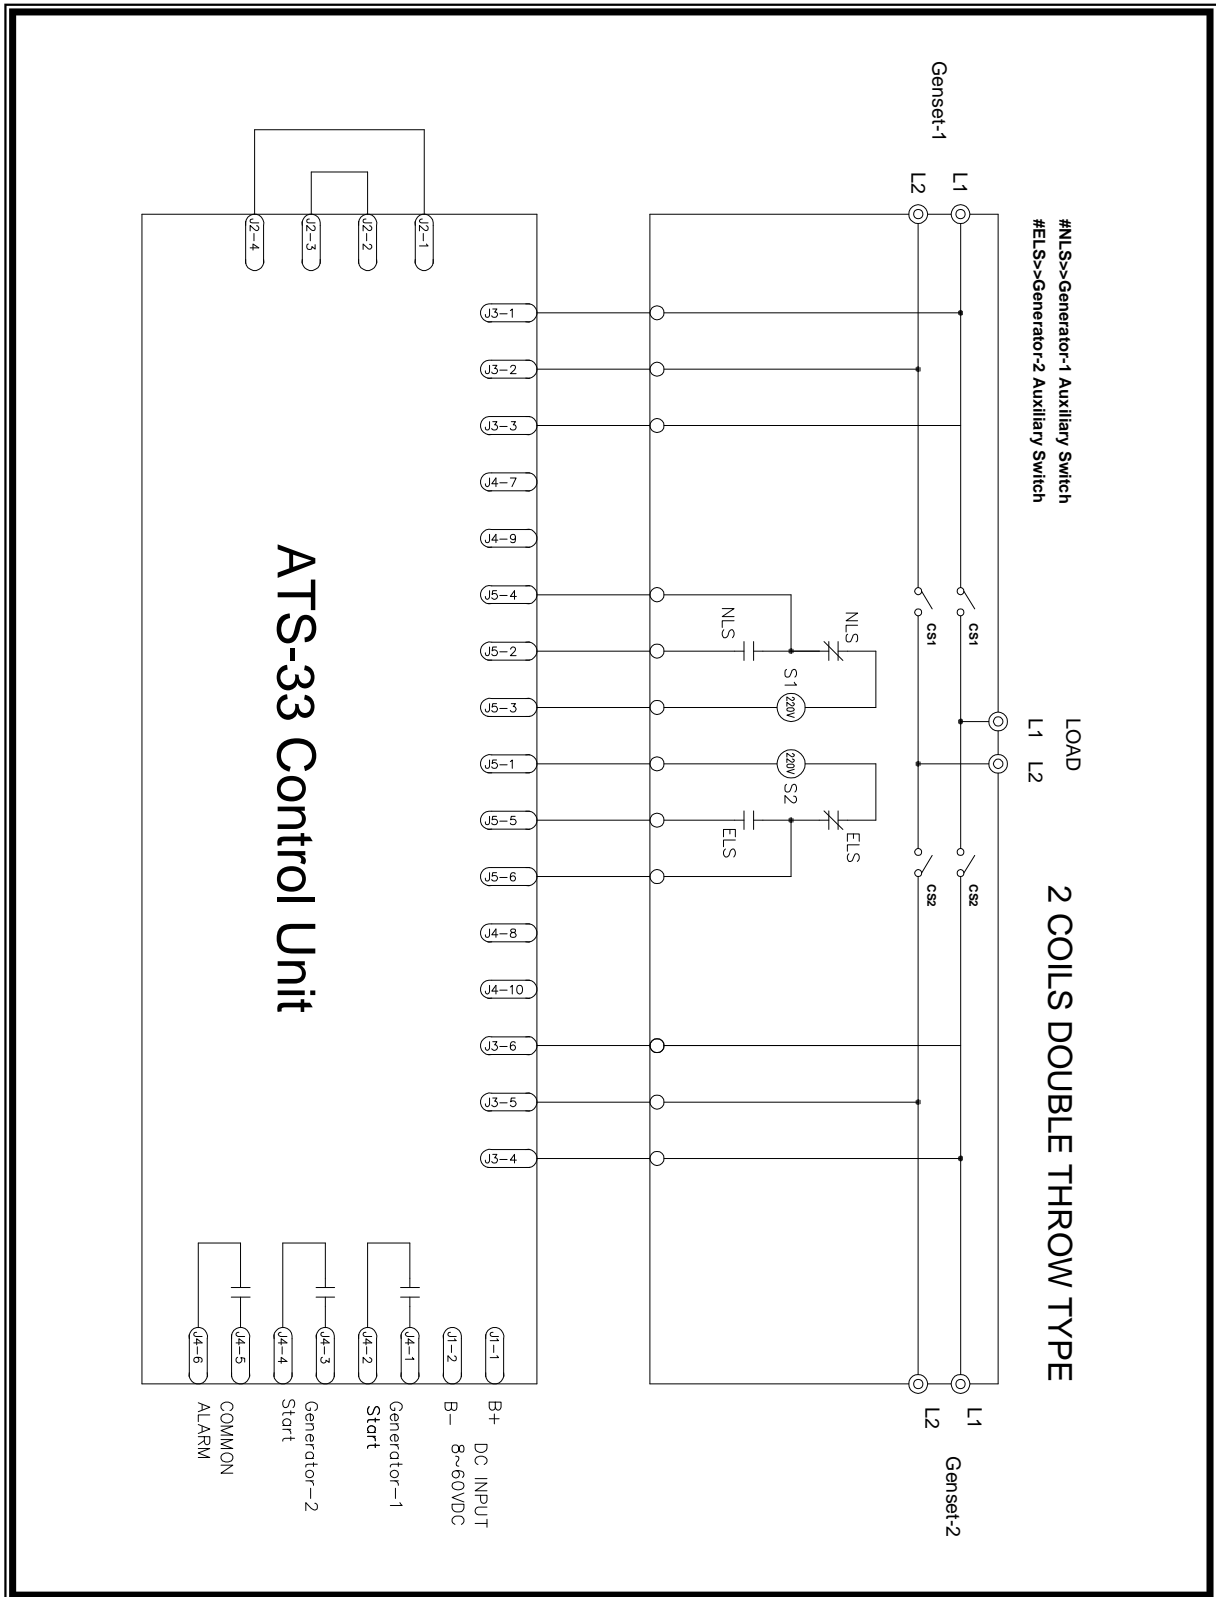 2 COILS DOUBLE THROW TYPE
#NLS>>Generator-1 Auxiliary Switch
#ELS>>Generator-2 Auxiliary Switch
LOAD
L1 L2
Genset-1
L1
L2
CS1
CS1
CS2
CS2
L1
L2
Genset-2
NLS
NLS
S1
220V
220V
S2
ELS
ELS
J3-1
J3-2
J3-3
J4-7
J4-9
J5-4
J5-2
J5-3
J5-1
J5-5
J5-6
J4-8
J4-10
J3-6
J3-5
J3-4
J2-1
J2-2
J2-3
J2-4
ATS-33 Control Unit
J1-1
B+ DC INPUT
J1-2
B- 8~60VDC
J4-1
Generator-1
J4-2
Start
J4-3
Generator-2
J4-4
Start
J4-5
COMMON
J4-6
ALARM